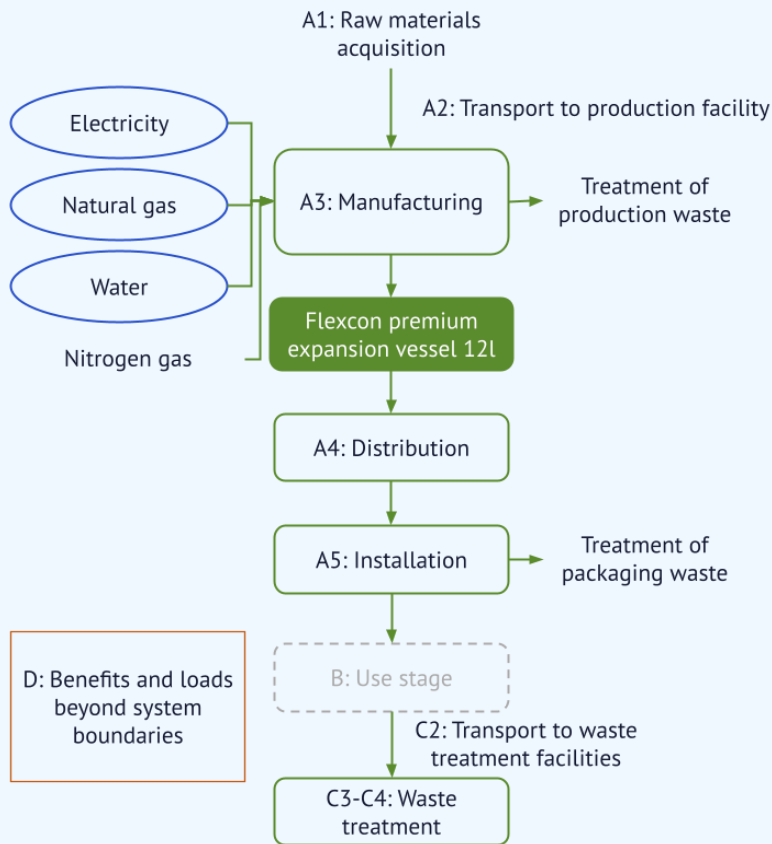 A1: Raw materials
acquisition
A2: Transport to production facility
Electricity
Natural gas
Water
Nitrogen gas
A3: Manufacturing
Treatment of
production waste
Flexcon premium
expansion vessel 12l
A4: Distribution
A5: Installation
Treatment of
packaging waste
B: Use stage
D: Benefits and loads
beyond system
boundaries
C2: Transport to waste
treatment facilities
C3-C4: Waste
treatment